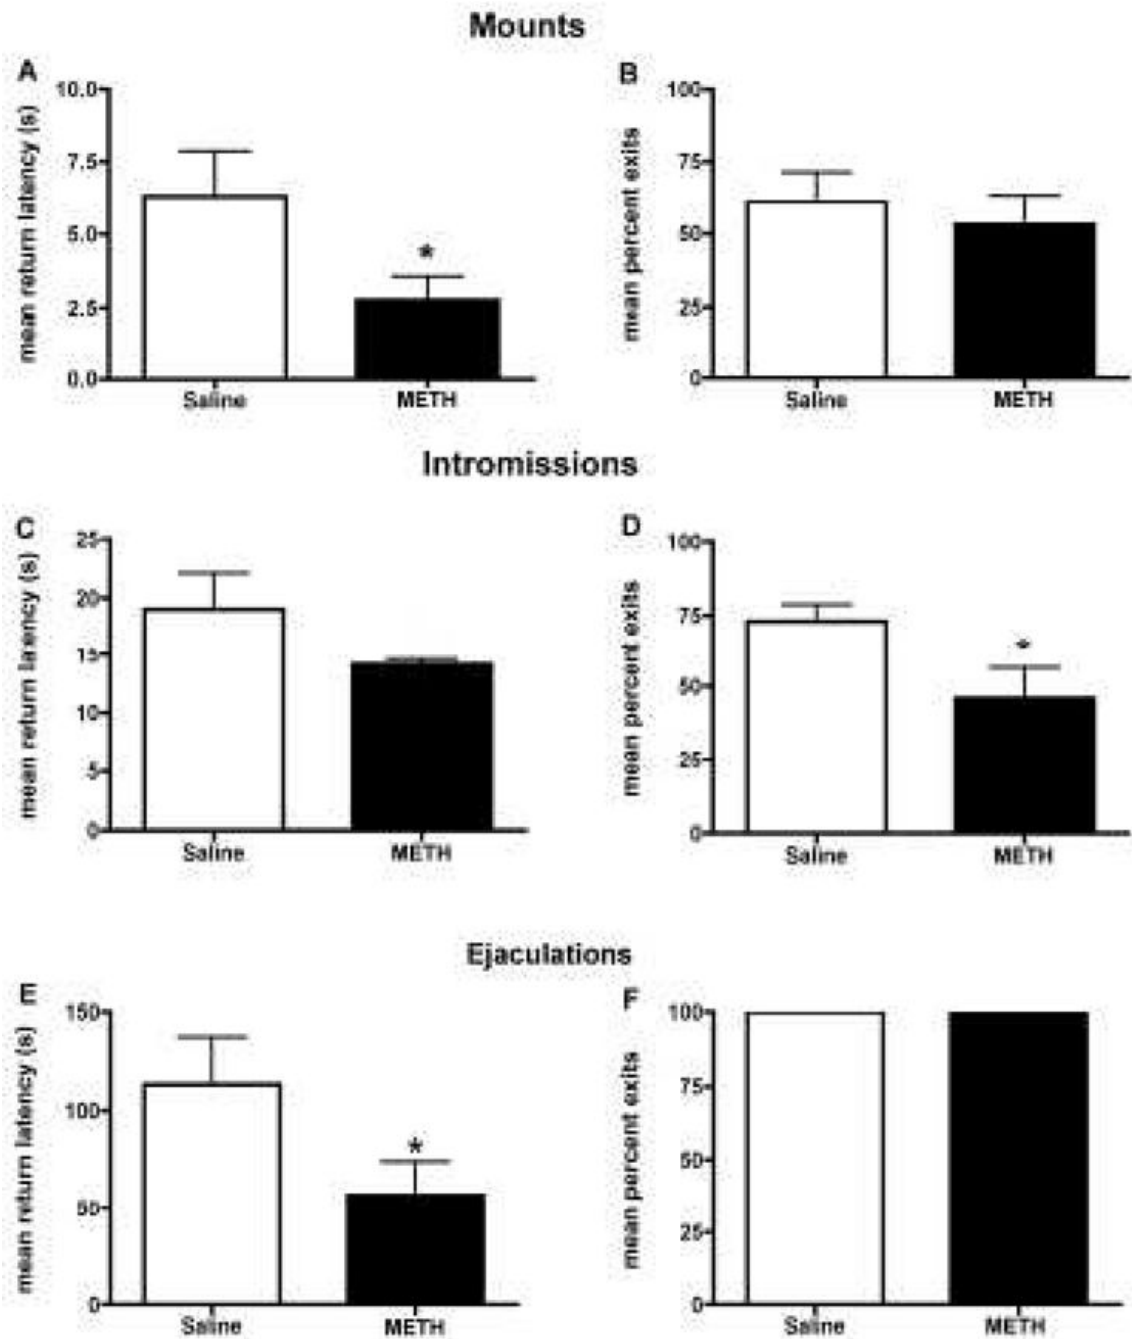 Mounts
A
mean return latency (s)
10.0
7.5
5.0
2.5
0.0
*
Saline
METH
B
mean percent exits
100
75
50
25
0
Saline
METH
Intromissions
C
mean return latency (s)
25
20
15
10
5
0
Saline
METH
D
mean percent exits
100
75
50
25
0
*
Saline
METH
Ejaculations
E
mean return latency (s)
150
100
50
0
*
Saline
METH
F
mean percent exits
100
75
50
25
0
Saline
METH